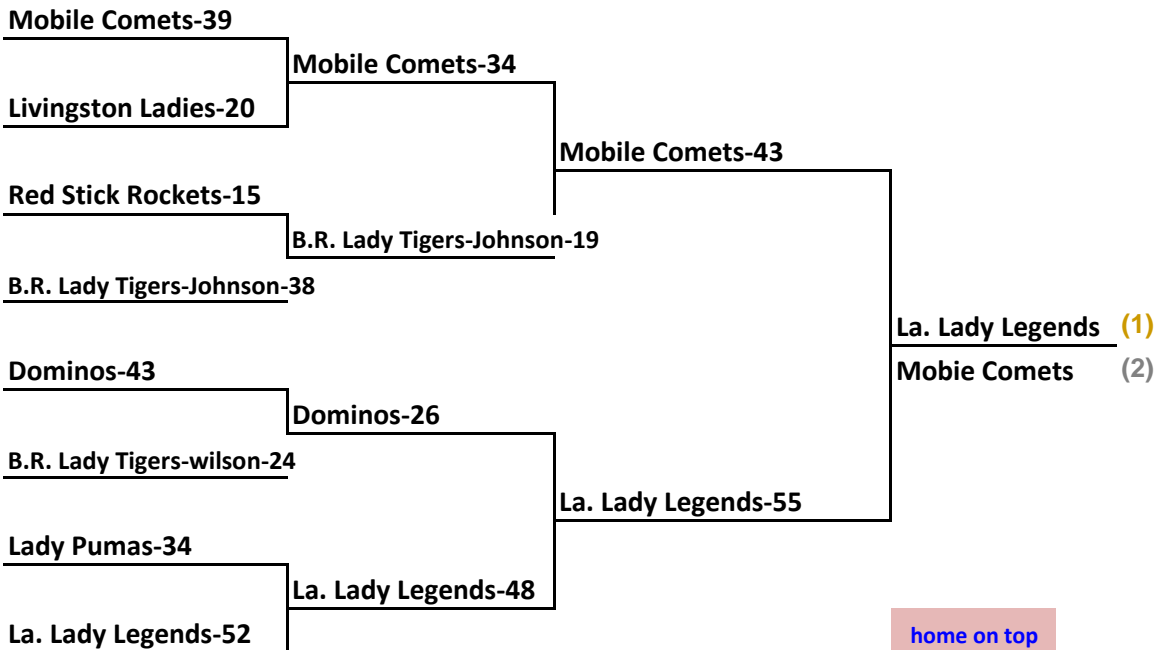 Mobile Comets-39
Mobile Comets-34
Livingston Ladies-20
Mobile Comets-43
Red Stick Rockets-15
B.R. Lady Tigers-Johnson-19
B.R. Lady Tigers-Johnson-38
La. Lady Legends (1)
Mobie Comets (2)
Dominos-43
Dominos-26
B.R. Lady Tigers-wilson-24
La. Lady Legends-55
Lady Pumas-34
La. Lady Legends-48
La. Lady Legends-52
home on top